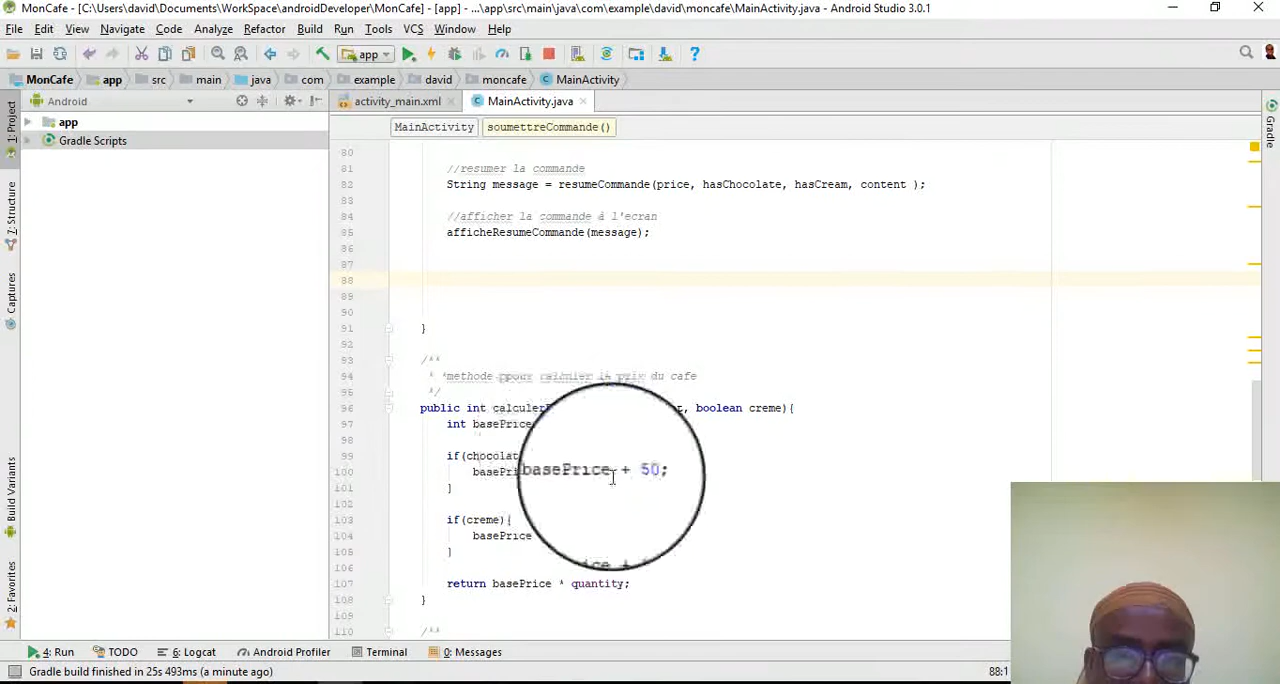 MonCafe - [C:\Users\david\Documents\WorkSpace\androidDeveloper\MonCafe] - [app] - ...\app\src\main\java\com\example\david\moncafe\MainActivity.java - Android Studio 3.0.1
File Edit View Navigate Code Analyze Refactor Build Run Tools VCS Window Help
app
MonCafe app src main java com example david moncafe MainActivity
Android activity_main.xml MainActivity.java
1: Project
7: Structure
Captures
Build Variants
2: Favorites
Gradle
app
Gradle Scripts
MainActivity soumettreCommande()
80
81 //resumer la commande
82 String message = resumeCommande(price, hasChocolate, hasCream, content );
83
84 //afficher la commande à l'ecran
85 afficheResumeCommande(message);
86
87
88
89
90
91 }
92
93 /**
94 * *methode ppour calculer le prix du cafe
95 */
96 public int boolean creme){
97 int basePrice
98
99
100 basePrice + 50;
101 }
102
103 if(creme){
104 basePrice
105 }
106
107 return basePrice * quantity;
108 }
109
110 /**
4: Run TODO 6: Logcat Android Profiler Terminal 0: Messages
Gradle build finished in 25s 493ms (a minute ago) 88:1